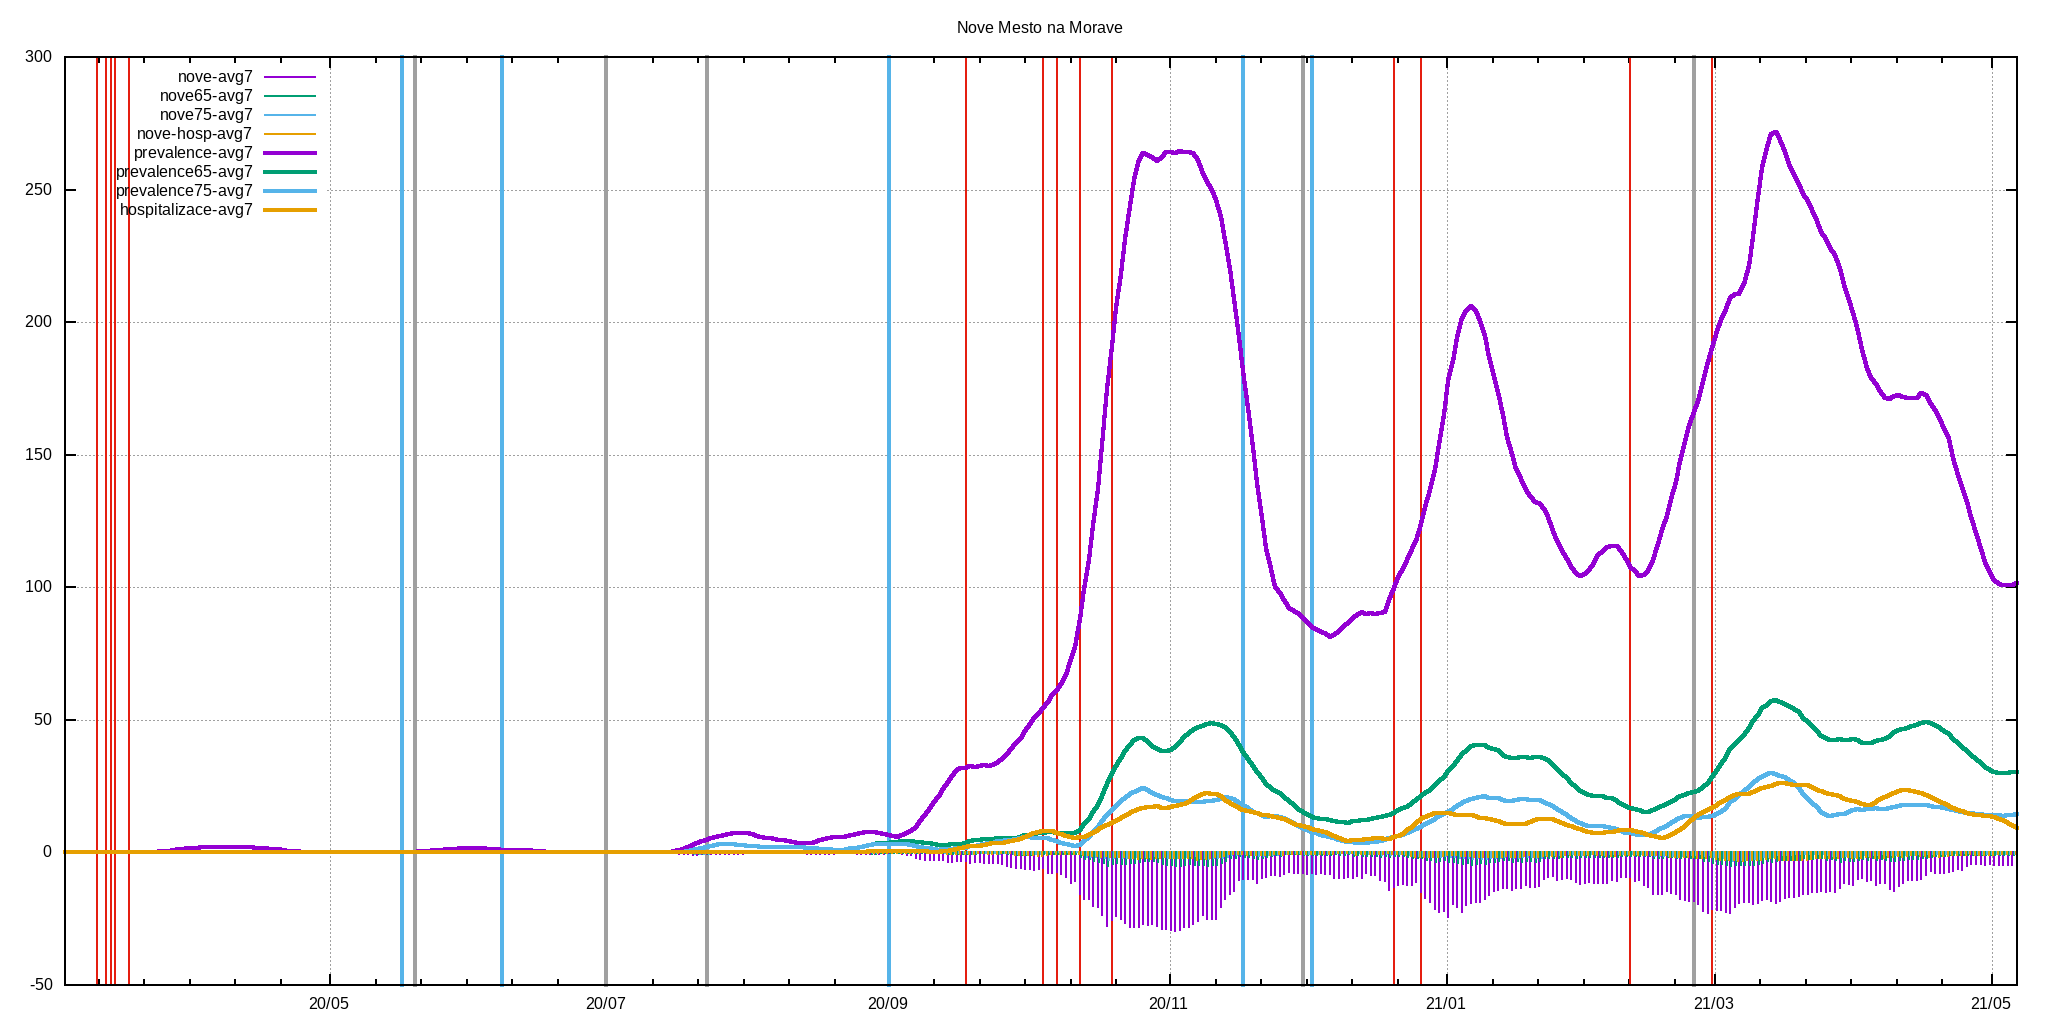 Nove Mesto na Morave
300
250
200
150
100
50
0
-50
nove-avg7
nove65-avg7
nove75-avg7
nove-hosp-avg7
prevalence-avg7
prevalence65-avg7
prevalence75-avg7
hospitalizace-avg7
20/05 20/07 20/09 20/11 21/01 21/03 21/05